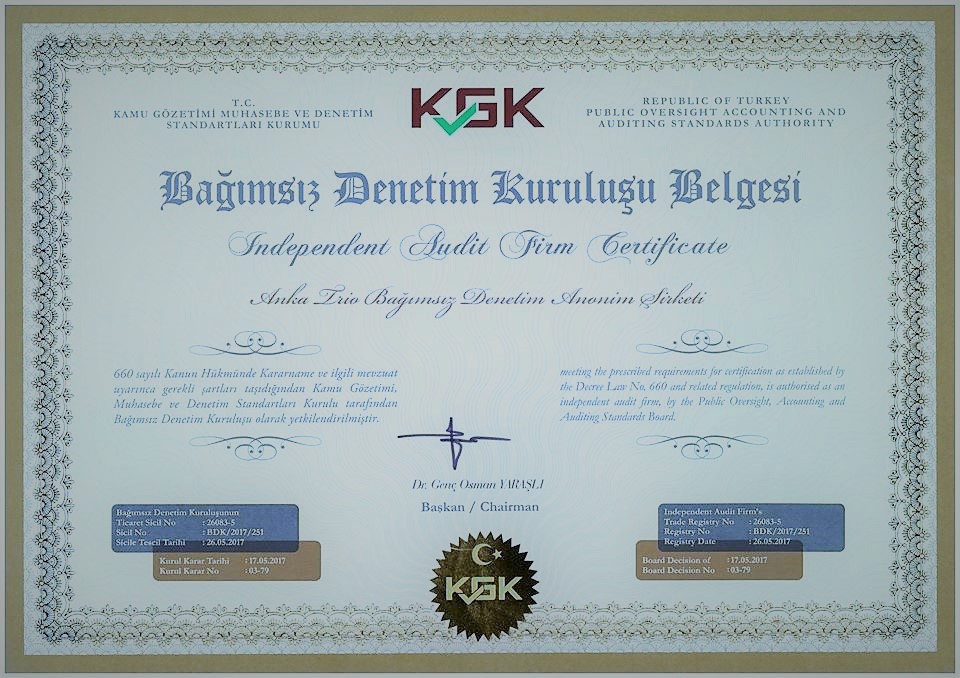 T.C.
KAMU GÖZETİMİ MUHASEBE VE DENETİM
STANDARTLARI KURUMU
KGK
REPUBLIC OF TURKEY
PUBLIC OVERSIGHT ACCOUNTING AND
AUDITING STANDARDS AUTHORITY
Bağımsız Denetim Kuruluşu Belgesi
Independent Audit Firm Certificate
Anka Trio Bağımsız Denetim Anonim Şirketi
660 sayılı Kanun Hükmünde Kararname ve ilgili mevzuat
uyarınca gerekli şartları taşıdığından Kamu Gözetimi,
Muhasebe ve Denetim Standartları Kurulu tarafından
Bağımsız Denetim Kuruluşu olarak yetkilendirilmiştir.
meeting the prescribed requirements for certification as established by
the Decree Law No, 660 and related regulation, is authorised as an
independent audit firm, by the Public Oversight, Accounting and
Auditing Standards Board.
Dr. Genç Osman YARAŞLI
Başkan / Chairman
Bağımsız Denetim Kuruluşunun
Ticaret Sicil No : 26083-5
Sicil No : BDK/2017/251
Sicile Tescil Tarihi : 26.05.2017
Kurul Karar Tarihi : 17.05.2017
Kurul Karar No : 03-79
Independent Audit Firm's
Trade Registry No : 26083-5
Registry No : BDK/2017/251
Registry Date : 26.05.2017
Board Decision of : 17.05.2017
Board Decision No : 03-79
KGK